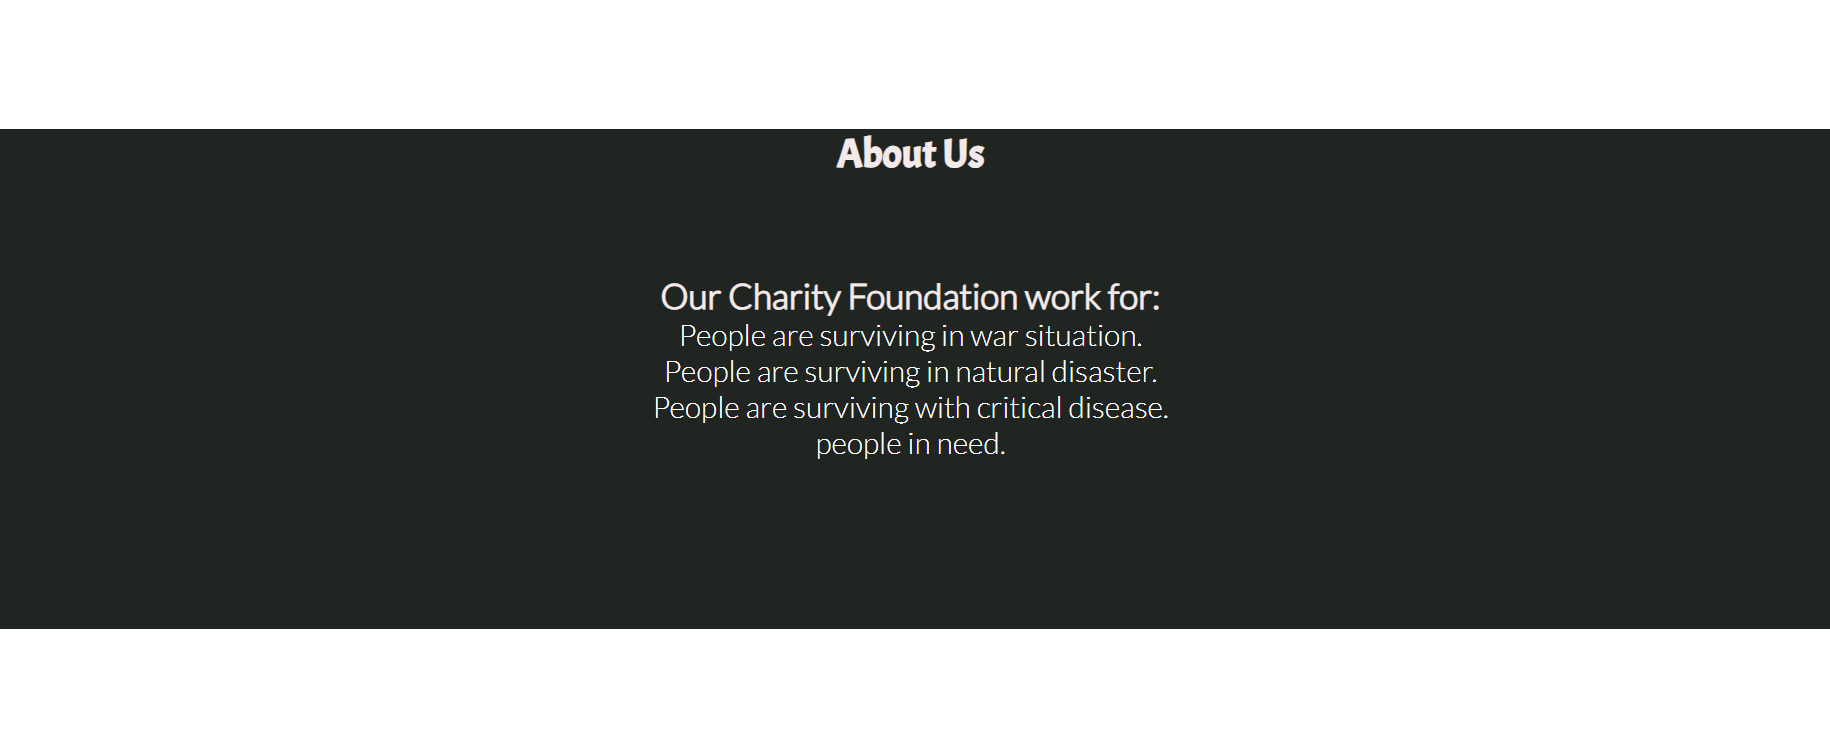 About Us
Our Charity Foundation work for:
People are surviving in war situation.
People are surviving in natural disaster.
People are surviving with critical disease.
people in need.